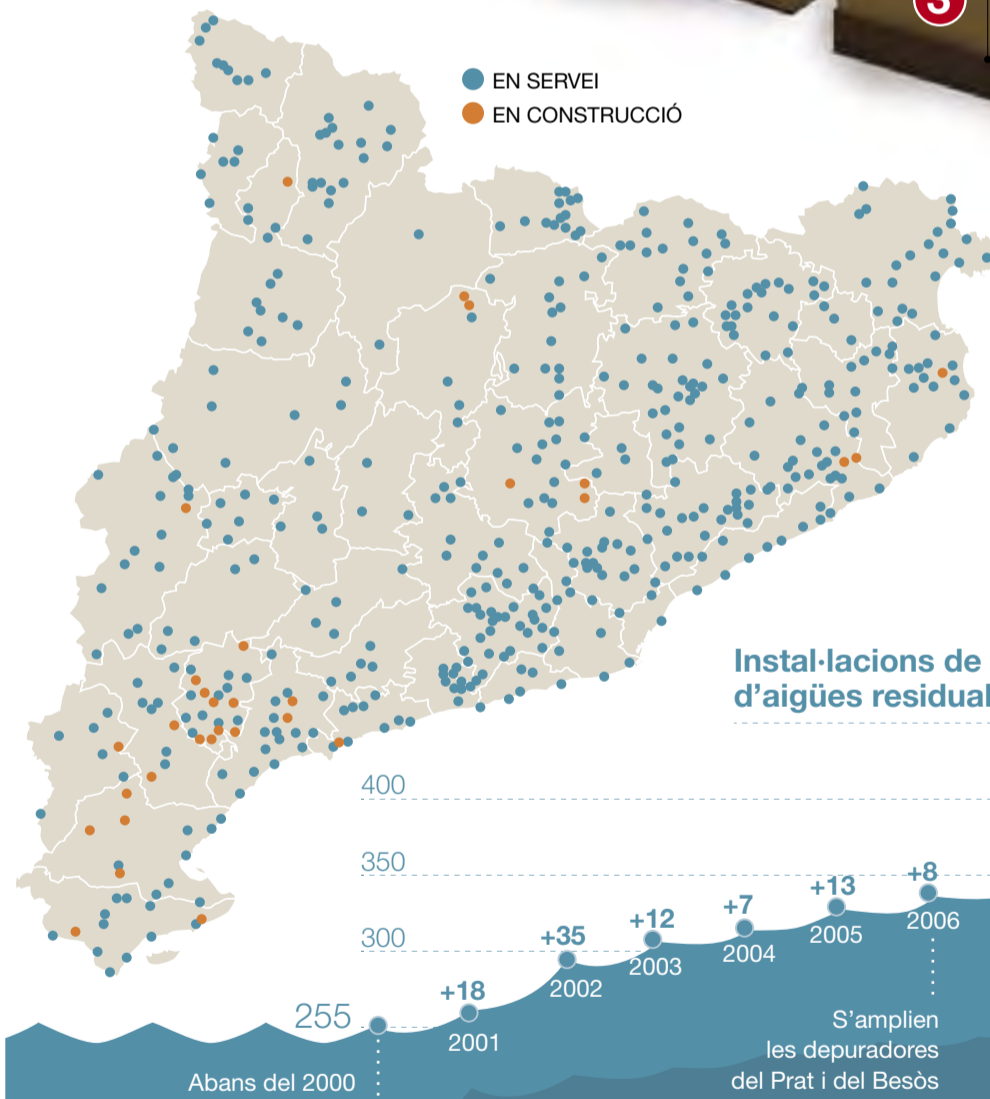 3
EN SERVEI
EN CONSTRUCCIÓ
Instal·lacions de
d'aigües residual
400
350
300
255
+18
+35
+12
+7
+13
+8
2001
2002
2003
2004
2005
2006
Abans del 2000
S'amplien
les depuradores
del Prat i del Besòs